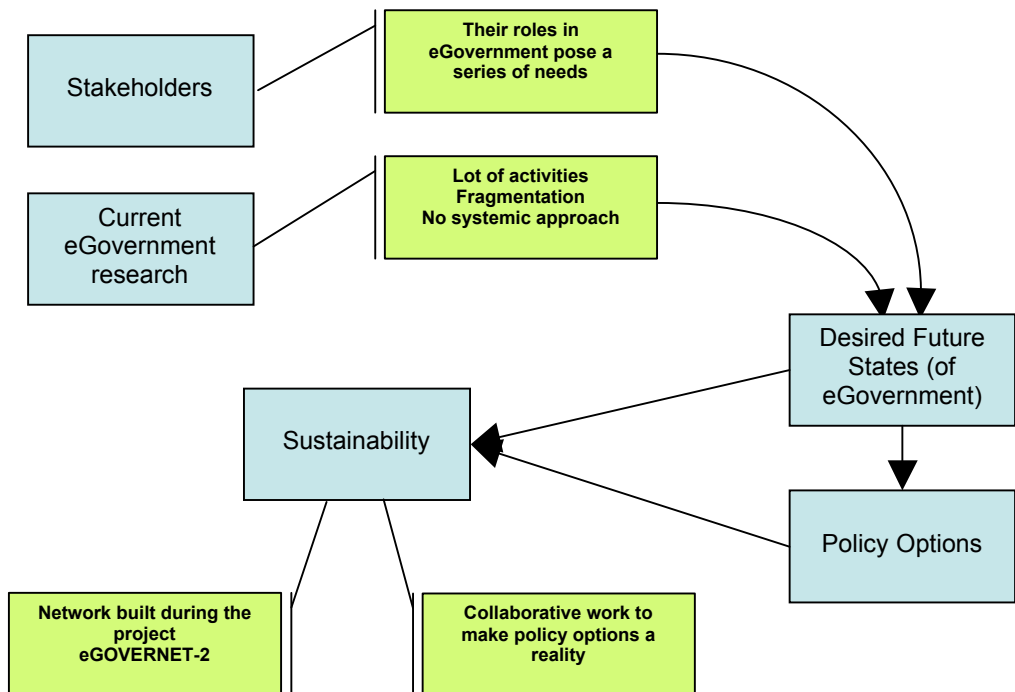 Their roles in
eGovernment pose a
series of needs
Stakeholders
Lot of activities
Fragmentation
No systemic approach
Current
eGovernment
research
Desired Future
States (of
eGovernment)
Sustainability
Policy Options
Network built during the
project
eGOVERNET-2
Collaborative work to
make policy options a
reality